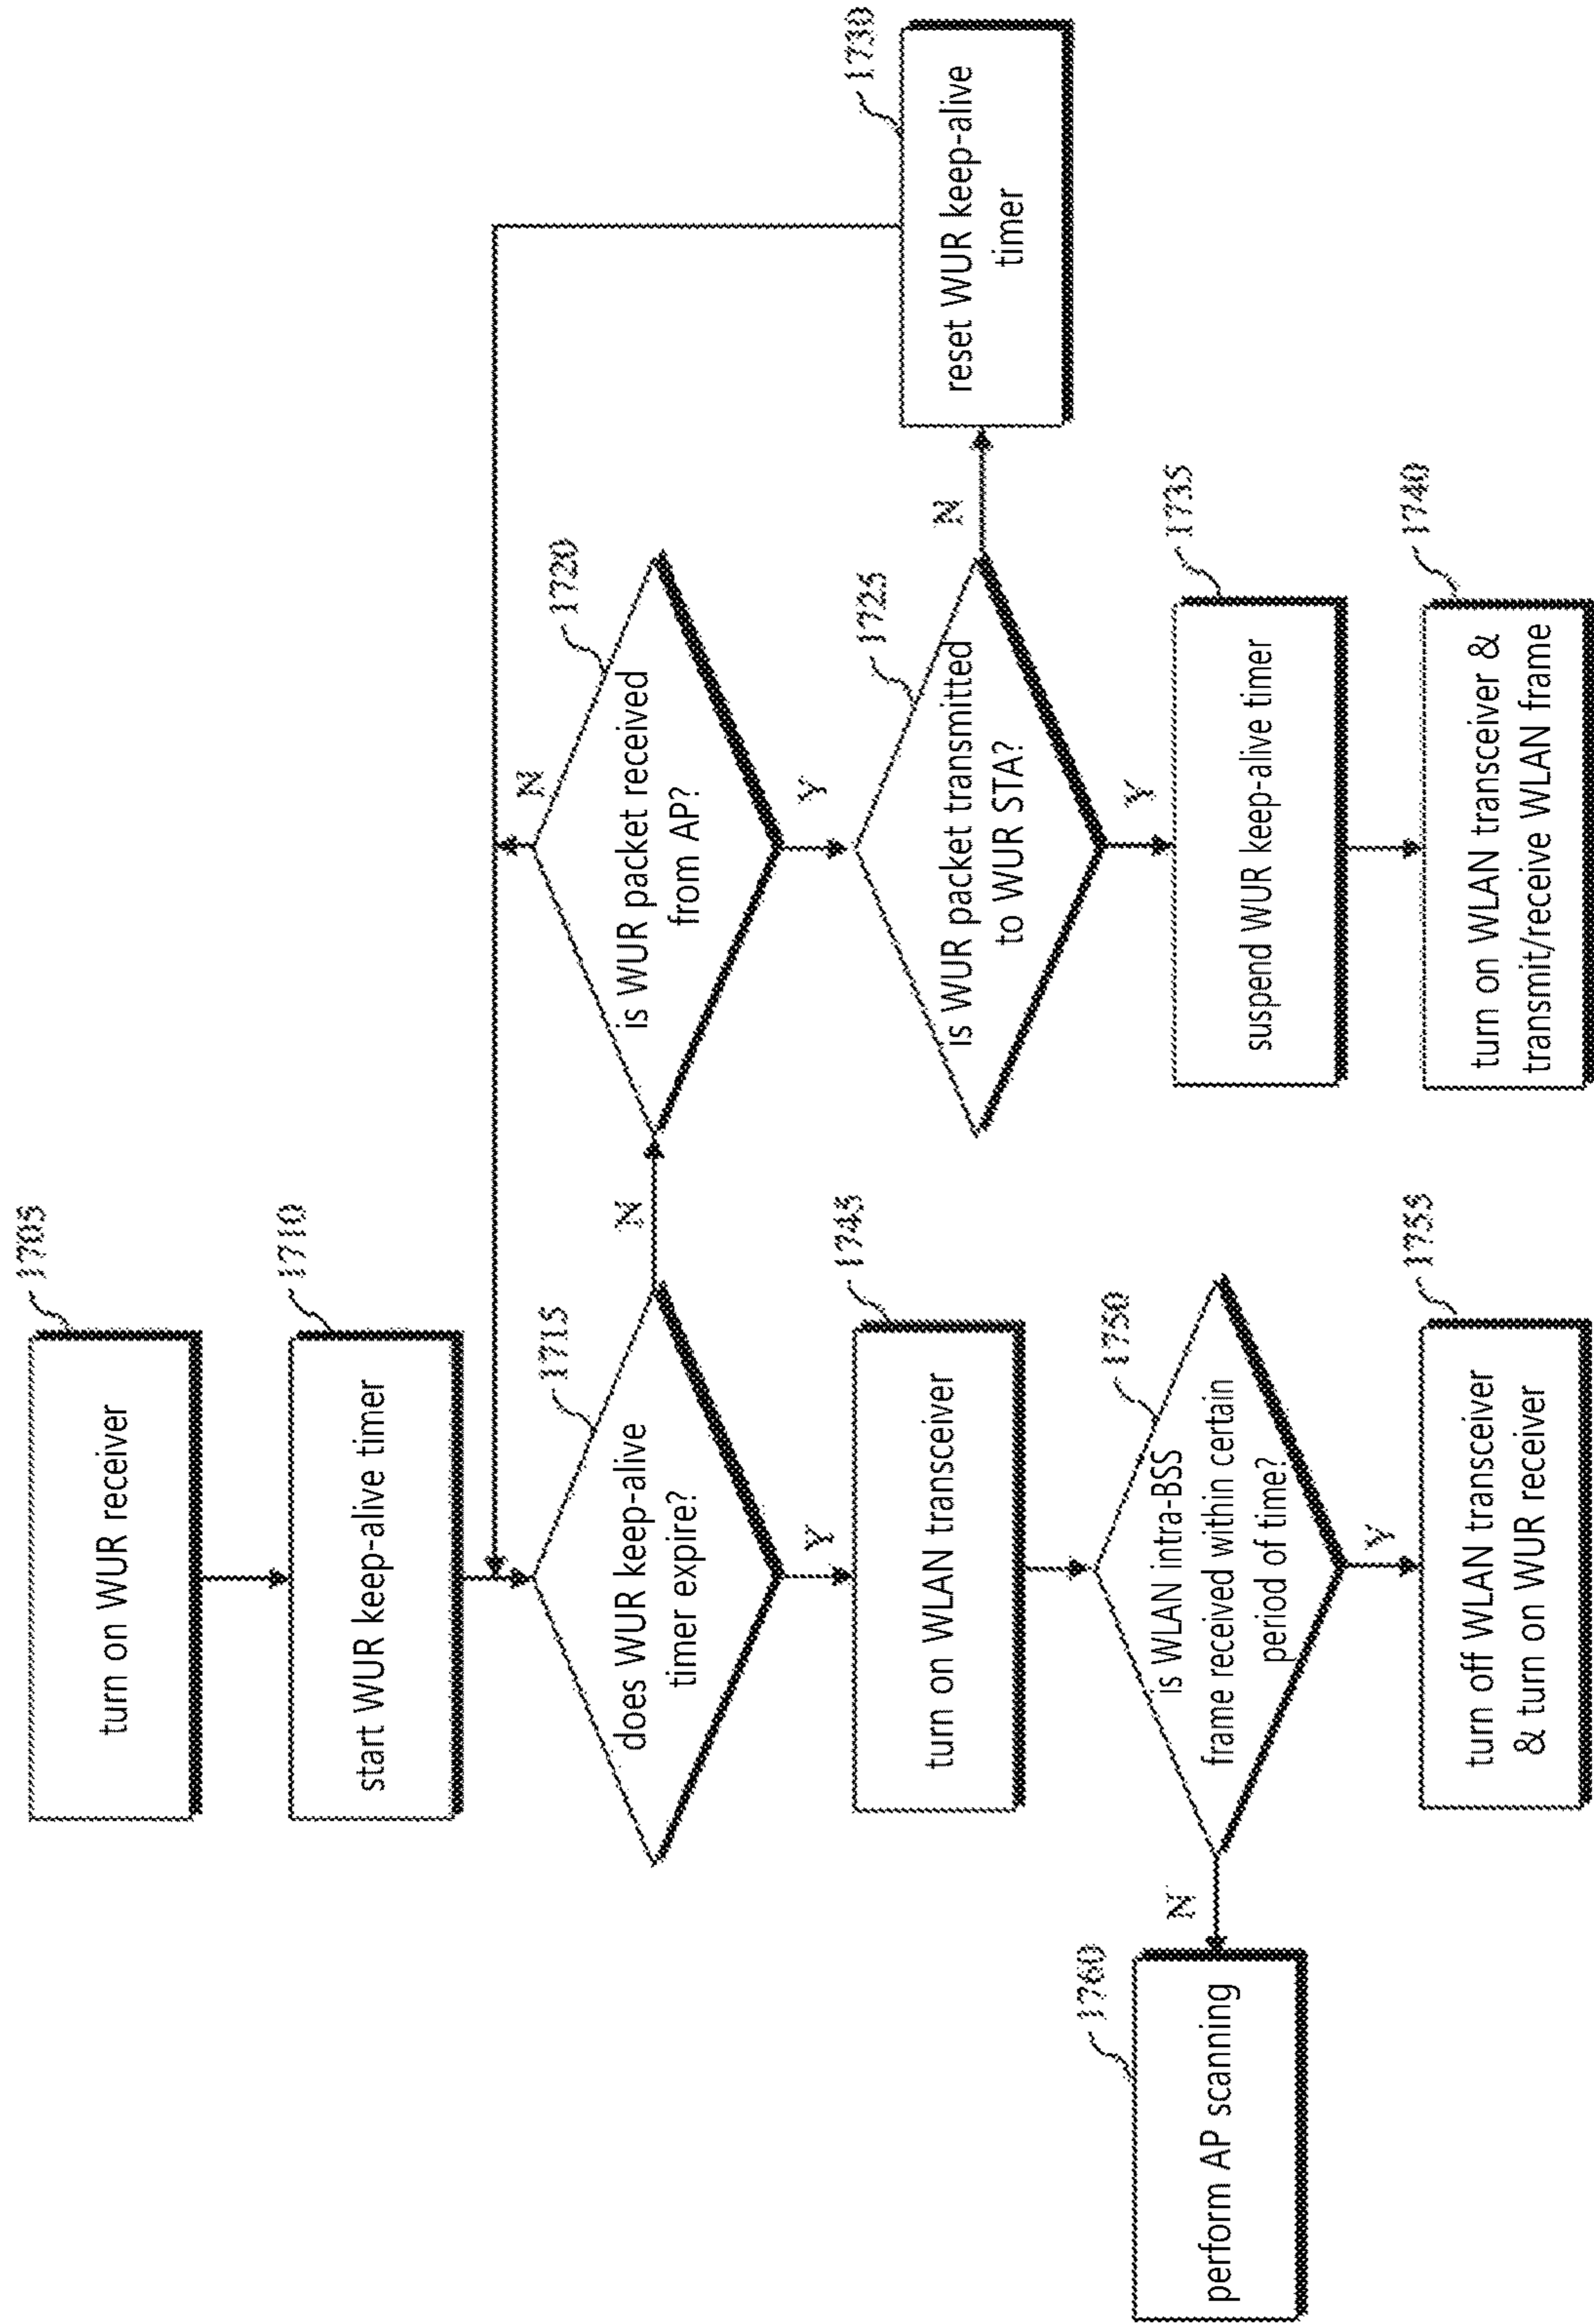 1705
turn on WUR receiver
1710
start WUR keep-alive timer
1715
does WUR keep-alive
timer expire?
N
Y
1720
is WUR packet received
from AP?
N
Y
1725
is WUR packet transmitted
to WUR STA?
N
Y
1730
reset WUR keep-alive
timer
1735
suspend WUR keep-alive timer
1740
turn on WLAN transceiver &
transmit/receive WLAN frame
1745
turn on WLAN transceiver
1750
is WLAN intra-BSS
frame received within certain
period of time?
N
Y
1755
turn off WLAN transceiver
& turn on WUR receiver
1760
perform AP scanning